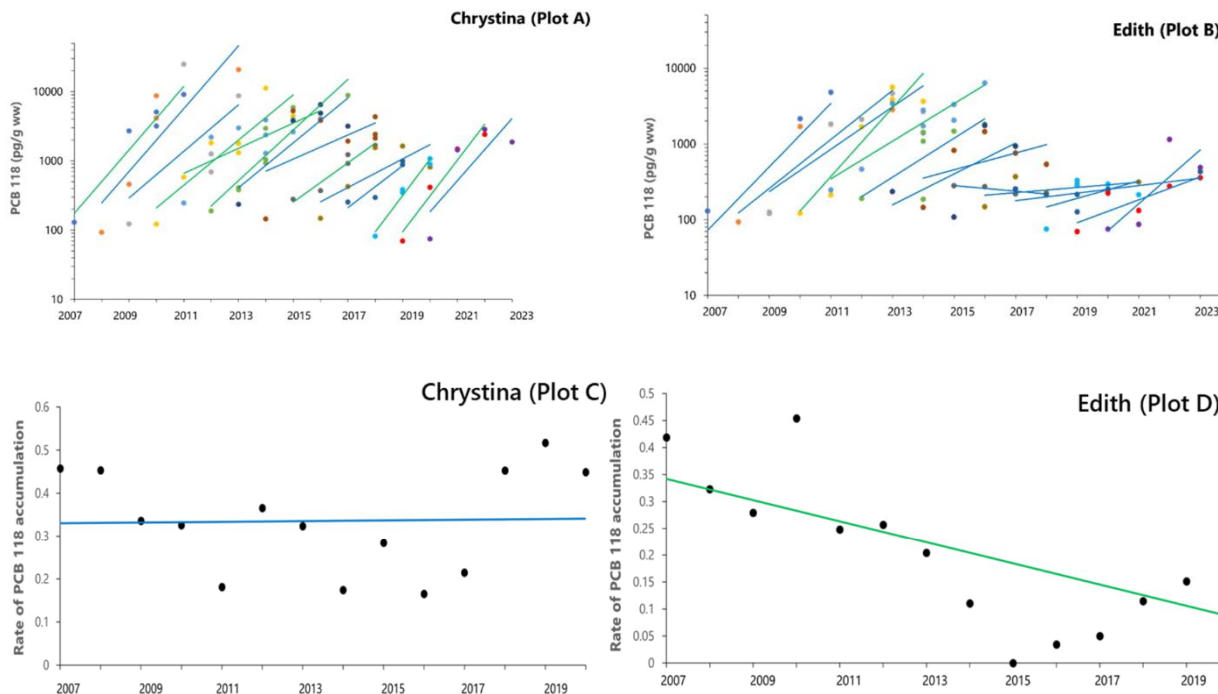 Chrystina (Plot A)
PCB 118 (pg/g ww)
10000
1000
100
10
2007 2009 2011 2013 2015 2017 2019 2021 2023
Edith (Plot B)
PCB 118 (pg/g ww)
10000
1000
100
10
2007 2009 2011 2013 2015 2017 2019 2021 2023
Chrystina (Plot C)
Rate of PCB 118 accumulation
0.6
0.5
0.4
0.3
0.2
0.1
0
2007 2009 2011 2013 2015 2017 2019
Edith (Plot D)
Rate of PCB 118 accumulation
0.5
0.45
0.4
0.35
0.3
0.25
0.2
0.15
0.1
0.05
0
2007 2009 2011 2013 2015 2017 2019